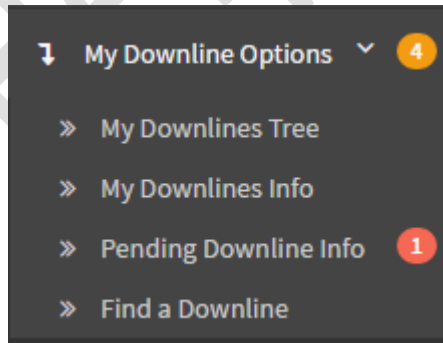 My Downline Options 4
My Downlines Tree
My Downlines Info
Pending Downline Info 1
Find a Downline